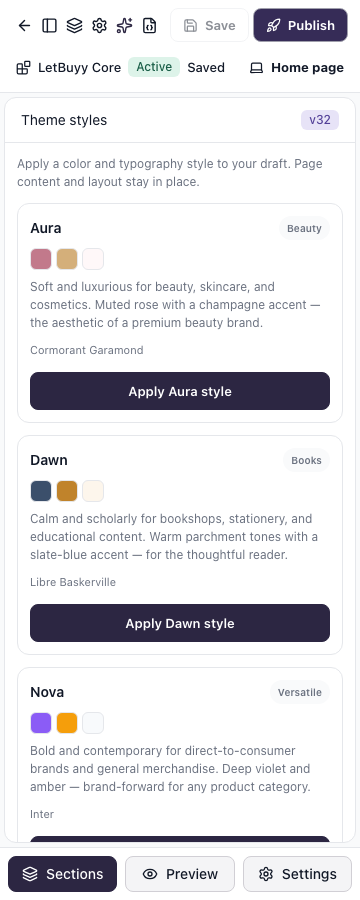 Save
Publish
LetBuyy Core
Active
Saved
Home page
Theme styles
v32
Apply a color and typography style to your draft. Page
content and layout stay in place.
Aura
Beauty
Soft and luxurious for beauty, skincare, and
cosmetics. Muted rose with a champagne accent —
the aesthetic of a premium beauty brand.
Cormorant Garamond
Apply Aura style
Dawn
Books
Calm and scholarly for bookshops, stationery, and
educational content. Warm parchment tones with a
slate-blue accent — for the thoughtful reader.
Libre Baskerville
Apply Dawn style
Nova
Versatile
Bold and contemporary for direct-to-consumer
brands and general merchandise. Deep violet and
amber — brand-forward for any product category.
Inter
Sections
Preview
Settings